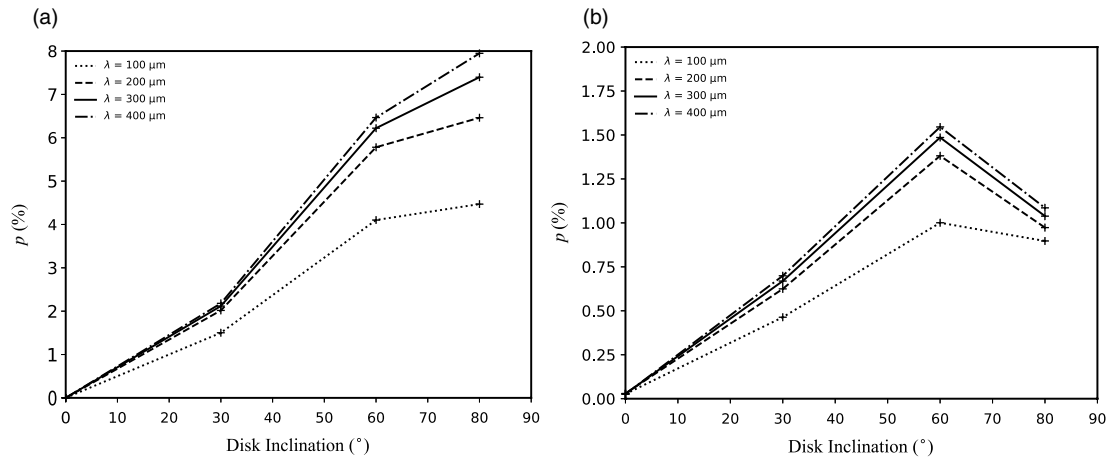 (a)
8
7
6
5
4
3
2
1
0
p (%)
λ = 100 µm
λ = 200 µm
λ = 300 µm
λ = 400 µm
0 10 20 30 40 50 60 70 80 90
Disk Inclination (°)
(b)
2.00
1.75
1.50
1.25
1.00
0.75
0.50
0.25
0.00
p (%)
λ = 100 µm
λ = 200 µm
λ = 300 µm
λ = 400 µm
0 10 20 30 40 50 60 70 80 90
Disk Inclination (°)